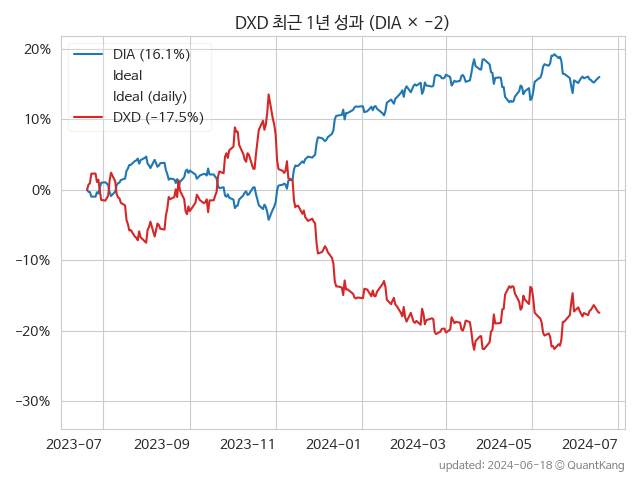 DXD 최근 1년 성과 (DIA × −2)
DIA (16.1%)
Ideal
Ideal (daily)
DXD (−17.5%)
20%
10%
0%
−10%
−20%
−30%
2023−07
2023−09
2023−11
2024−01
2024−03
2024−05
2024−07
updated: 2024-06-18 © QuantKang